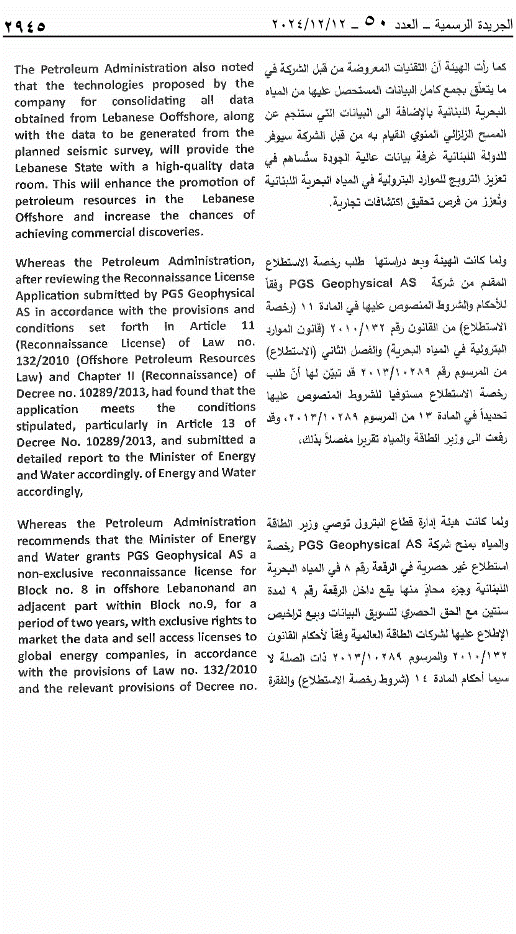 الجريدة الرسمية ــ العدد ٥٠ ــ ٢٠٢٤/١٢/١٢
٢٩٤٥
The Petroleum Administration also noted
that the technologies proposed by the
company for consolidating all data
obtained from Lebanese Ooffshore, along
with the data to be generated from the
planned seismic survey, will provide the
Lebanese State with a high-quality data
room. This will enhance the promotion of
petroleum resources in the Lebanese
Offshore and increase the chances of
achieving commercial discoveries.
كما رأت الهيئة أنّ التقنيات المعروضة من قبل الشركة في
ما يتعلّق بجمع كامل البيانات المستحصل عليها من المياه
البحرية اللبنانية بالإضافة الى البيانات التي ستنجم عن
المسح الزلزالي المنوي القيام به من قبل الشركة سيوفر
للدولة اللبنانية غرفة بيانات عالية الجودة ستُساهم في
تعزيز الترويج للموارد البترولية في المياه البحرية اللبنانية
وتُعزز من فرص تحقيق اكتشافات تجارية.
Whereas the Petroleum Administration,
after reviewing the Reconnaissance License
Application submitted by PGS Geophysical
AS in accordance with the provisions and
conditions set forth in Article 11
(Reconnaissance License) of Law no.
132/2010 (Offshore Petroleum Resources
Law) and Chapter II (Reconnaissance) of
Decree no. 10289/2013, had found that the
application meets the conditions
stipulated, particularly in Article 13 of
Decree No. 10289/2013, and submitted a
detailed report to the Minister of Energy
and Water accordingly. of Energy and Water
accordingly,
ولما كانت الهيئة وبعد دراستها طلب رخصة الاستطلاع
المقدم من شركة PGS Geophysical AS وفقاً
للأحكام والشروط المنصوص عليها في المادة ١١ (رخصة
الاستطلاع) من القانون رقم ٢٠١٠/١٣٢ (قانون الموارد
البترولية في المياه البحرية) والفصل الثاني (الاستطلاع)
من المرسوم رقم ٢٠١٣/١٠٢٨٩ قد تبيّن لها أنّ طلب
رخصة الاستطلاع مستوفيا للشروط المنصوص عليها
تحديداً في المادة ١٣ من المرسوم ٢٠١٣/١٠٢٨٩، وقد
رفعت الى وزير الطاقة والمياه تقريرا مفصلاً بذلك،
Whereas the Petroleum Administration
recommends that the Minister of Energy
and Water grants PGS Geophysical AS a
non-exclusive reconnaissance license for
Block no. 8 in offshore Lebanonand an
adjacent part within Block no.9, for a
period of two years, with exclusive rights to
market the data and sell access licenses to
global energy companies, in accordance
with the provisions of Law no. 132/2010
and the relevant provisions of Decree no.
ولما كانت هيئة إدارة قطاع البترول توصي وزير الطاقة
والمياه بمنح شركة PGS Geophysical AS رخصة
استطلاع غير حصرية في الرقعة رقم ٨ في المياه البحرية
اللبنانية وجزء محاذٍ منها يقع داخل الرقعة رقم ٩ لمدة
سنتين مع الحق الحصري لتسويق البيانات وبيع تراخيص
الإطلاع عليها لشركات الطاقة العالمية وفقاً لأحكام القانون
٢٠١٠/١٣٢ والمرسوم ٢٠١٣/١٠٢٨٩ ذات الصلة لا
سيما أحكام المادة ١٤ (شروط رخصة الاستطلاع) والفقرة